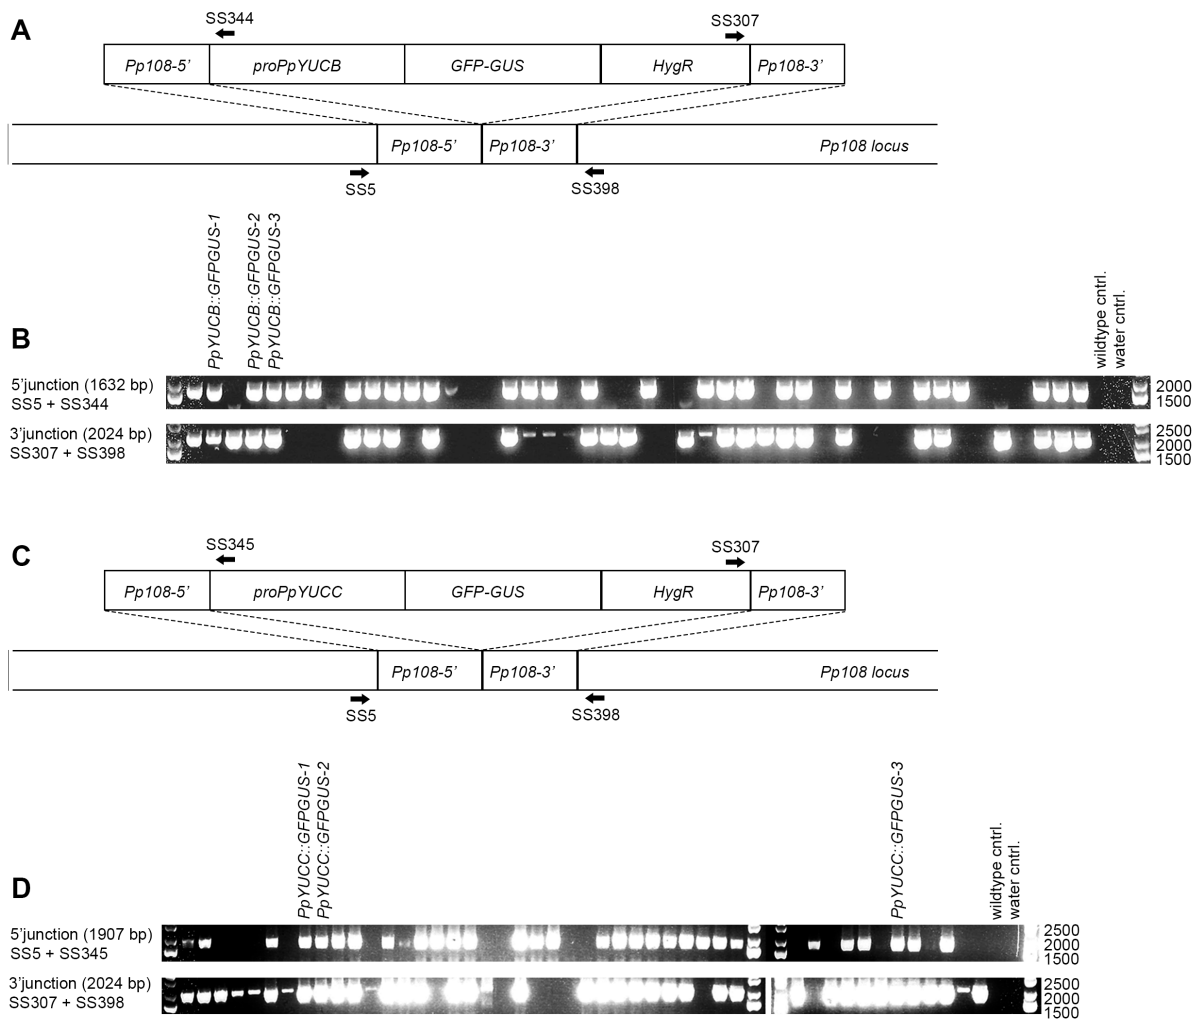 A
SS344
SS307
Pp108-5’
proPpYUCB
GFP-GUS
HygR
Pp108-3’
Pp108-5’
Pp108-3’
Pp108 locus
SS5
SS398
B
PpYUCB::GFPGUS-1
PpYUCB::GFPGUS-2
PpYUCB::GFPGUS-3
wildtype cntrl.
water cntrl.
5’junction (1632 bp)
SS5 + SS344
2000
1500
3’junction (2024 bp)
SS307 + SS398
2500
2000
1500
C
SS345
SS307
Pp108-5’
proPpYUCC
GFP-GUS
HygR
Pp108-3’
Pp108-5’
Pp108-3’
Pp108 locus
SS5
SS398
D
PpYUCC::GFPGUS-1
PpYUCC::GFPGUS-2
PpYUCC::GFPGUS-3
wildtype cntrl.
water cntrl.
5’junction (1907 bp)
SS5 + SS345
2500
2000
1500
3’junction (2024 bp)
SS307 + SS398
2500
2000
1500